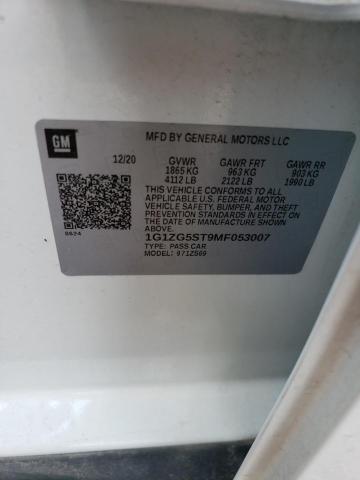 GM
MFD BY GENERAL MOTORS LLC
12/20 GVWR GAWR FRT GAWR RR
1865 KG 963 KG 903 KG
4112 LB 2122 LB 1990 LB
THIS VEHICLE CONFORMS TO ALL
APPLICABLE U.S. FEDERAL MOTOR
VEHICLE SAFETY, BUMPER, AND THEFT
PREVENTION STANDARDS IN EFFECT ON
THE DATE OF MANUFACTURE SHOWN
ABOVE.
8624
1G1ZG5ST9MF053007
TYPE: PASS CAR
MODEL: 971ZS69